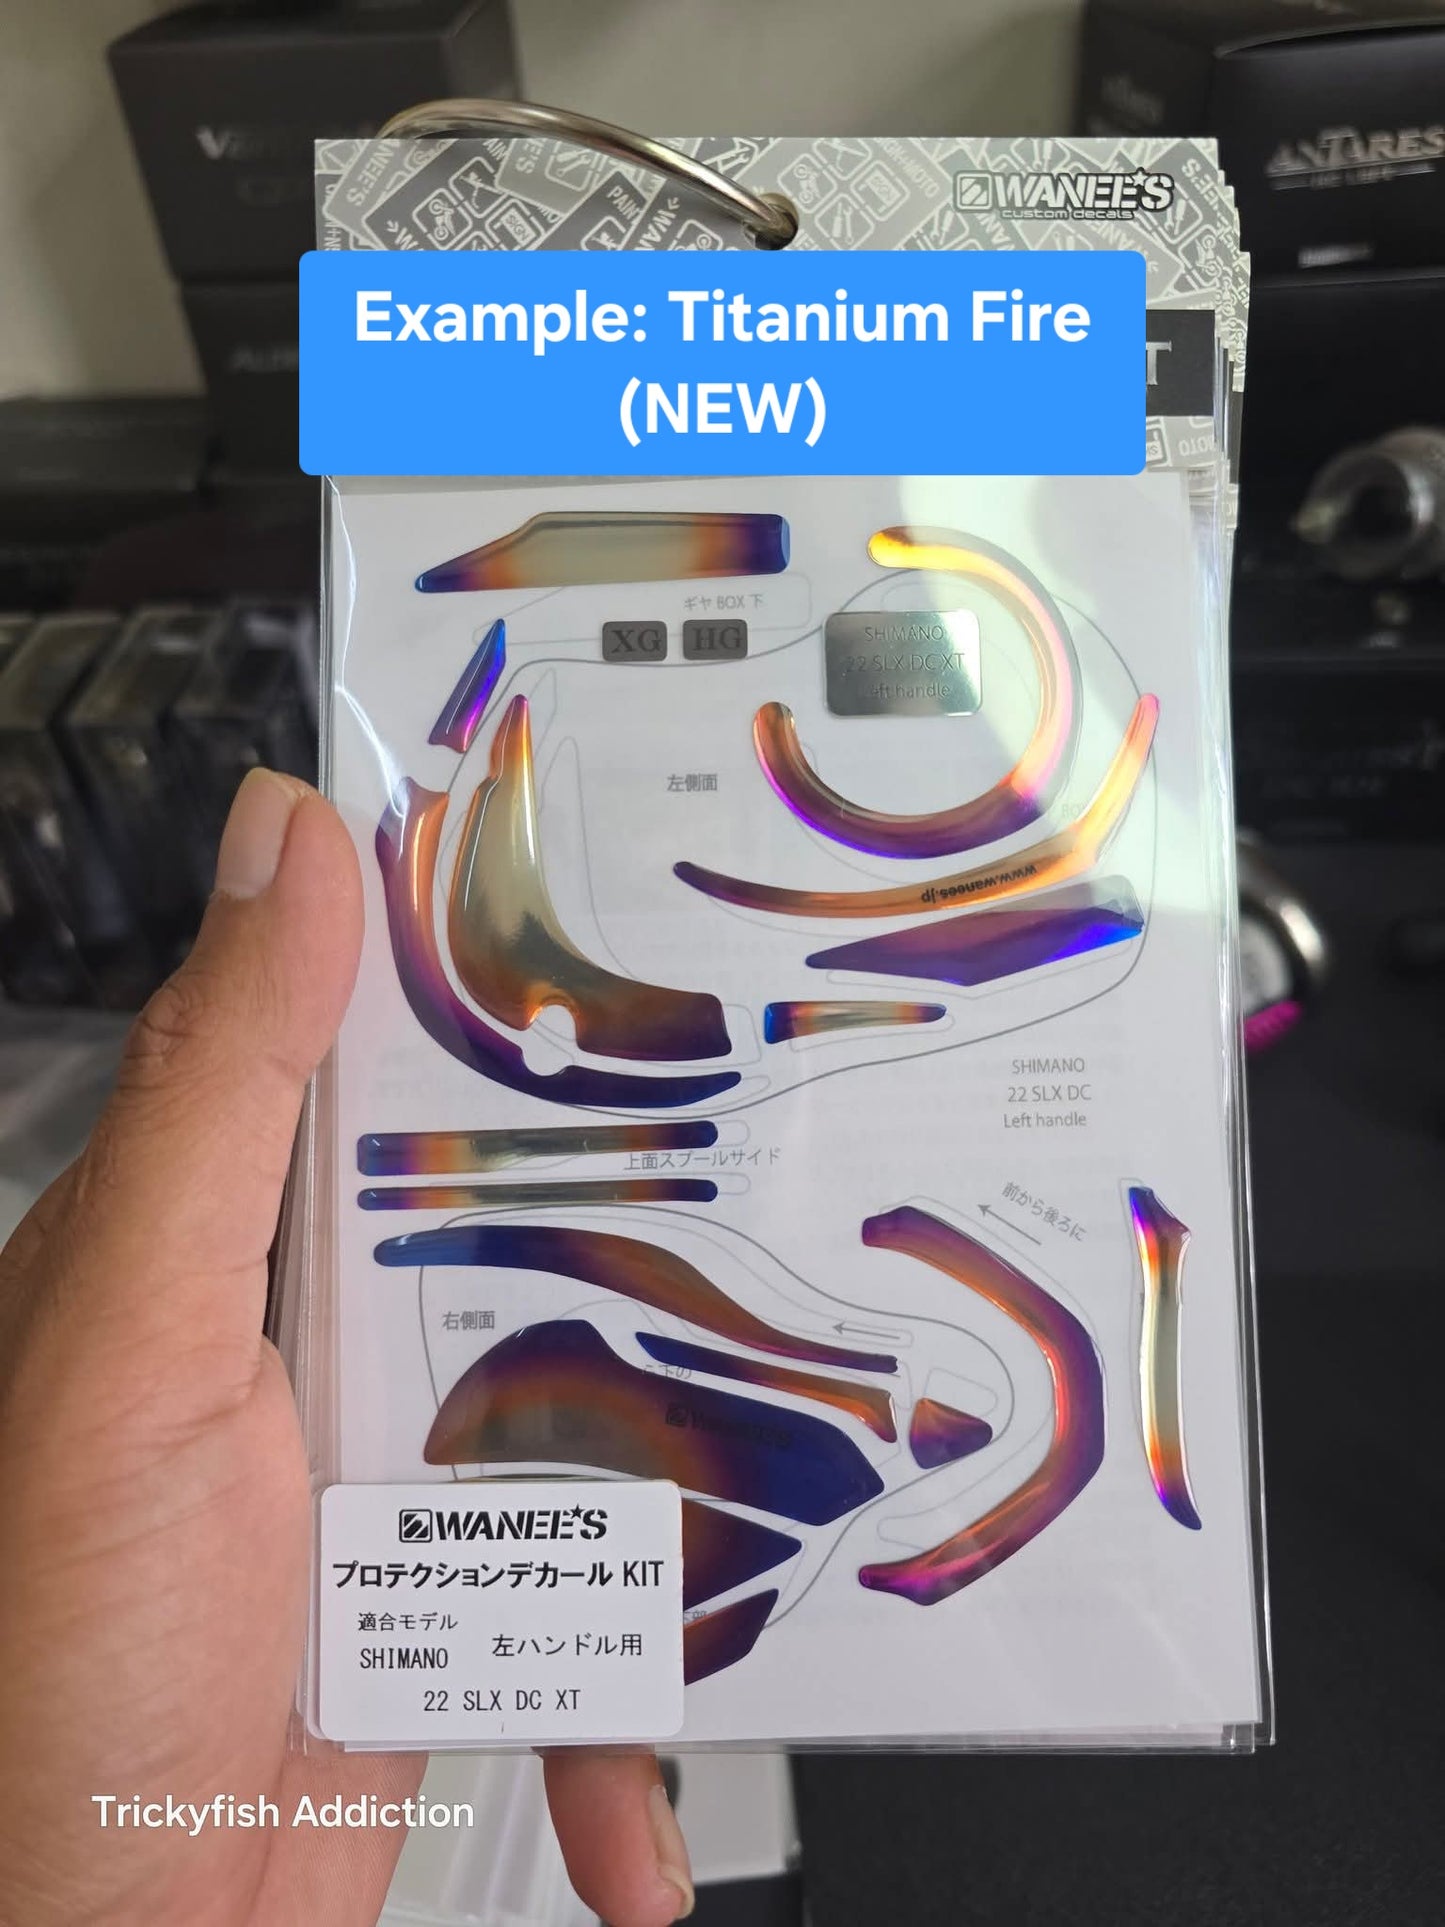 WANEE'S
custom decals
ANTARES
Example: Titanium Fire
(NEW)
ギヤBOX下
XG HG
SHIMANO
22 SLX DC XT
Left handle
左側面
www.wanees.jp
SHIMANO
22 SLX DC
Left handle
上面スプールサイド
前から後ろに
右側面
WANEE'S
WANEE'S
プロテクションデカール KIT
適合モデル
SHIMANO 左ハンドル用
22 SLX DC XT
Trickyfish Addiction